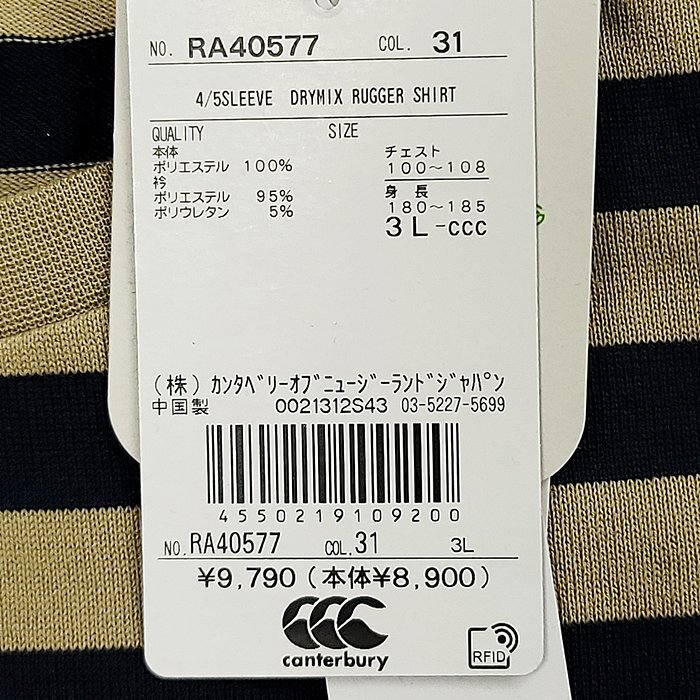 NO. RA40577 COL. 31
4/5SLEEVE DRYMIX RUGGER SHIRT
QUALITY SIZE
本体
ポリエステル 100%
衿
ポリエステル 95%
ポリウレタン 5%
チェスト
100〜108
身 長
180〜185
3L-CCC
(株) カンタベリーオブニュージーランドジャパン
中国製 0021312S43 03-5227-5699
4550219109200
NO. RA40577 COL. 31 3L
¥9,790 (本体¥8,900)
canterbury
RFID